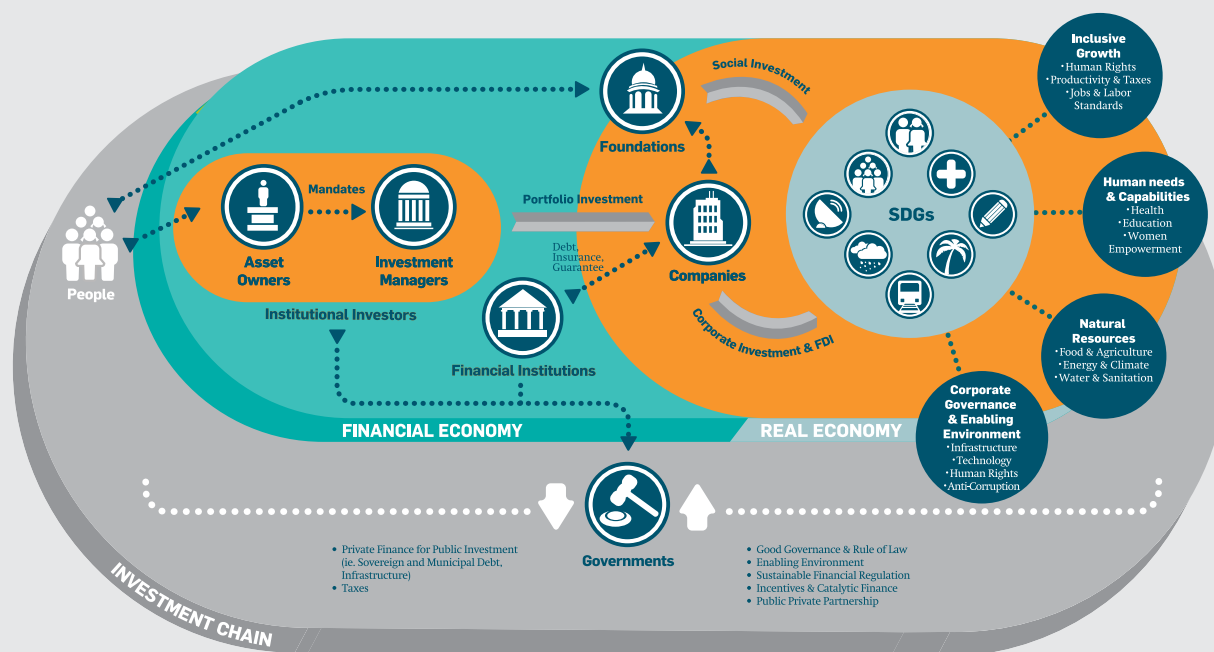 Inclusive
Growth
•Human Rights
•Productivity & Taxes
•Jobs & Labor
Standards
Social Investment
Foundations
Mandates
Asset
Owners
Investment
Managers
Institutional Investors
People
Portfolio Investment
Debt,
Insurance,
Guarantee
Companies
Financial Institutions
Corporate Investment & FDI
SDGs
Human needs
& Capabilities
•Health
•Education
•Women
Empowerment
Natural
Resources
•Food & Agriculture
•Energy & Climate
•Water & Sanitation
Corporate
Governance
& Enabling
Environment
•Infrastructure
•Technology
•Human Rights
•Anti-Corruption
FINANCIAL ECONOMY
REAL ECONOMY
Governments
• Private Finance for Public Investment
(ie. Sovereign and Municipal Debt,
Infrastructure)
• Taxes
• Good Governance & Rule of Law
• Enabling Environment
• Sustainable Financial Regulation
• Incentives & Catalytic Finance
• Public Private Partnership
INVESTMENT CHAIN